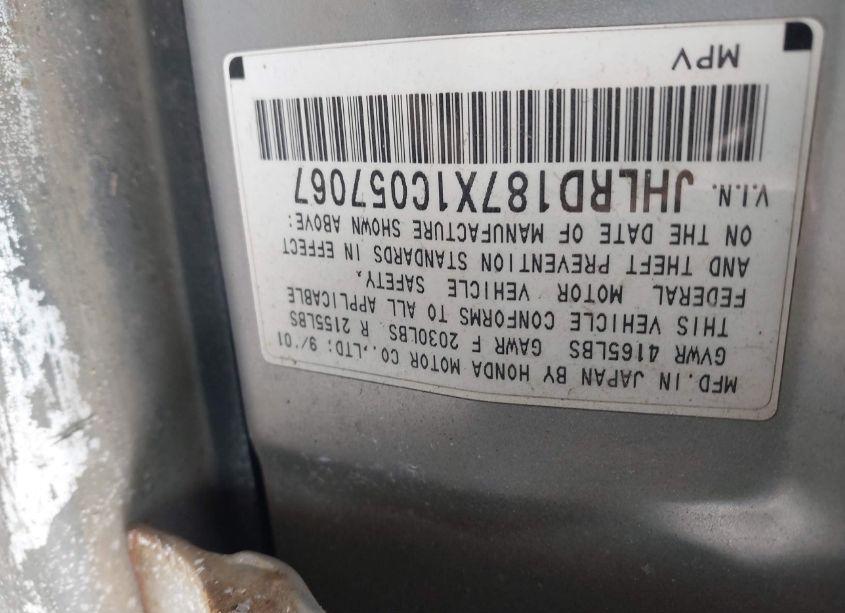 MFD. IN JAPAN BY HONDA MOTOR CO.,LTD; 9/01
GVWR 4165LBS GAWR F 2030LBS R 2155LBS
THIS VEHICLE CONFORMS TO ALL APPLICABLE
FEDERAL MOTOR VEHICLE SAFETY,
AND THEFT PREVENTION STANDARDS IN EFFECT
ON THE DATE OF MANUFACTURE SHOWN ABOVE:
V.I.N. JHLRD187X1C057067
MPV